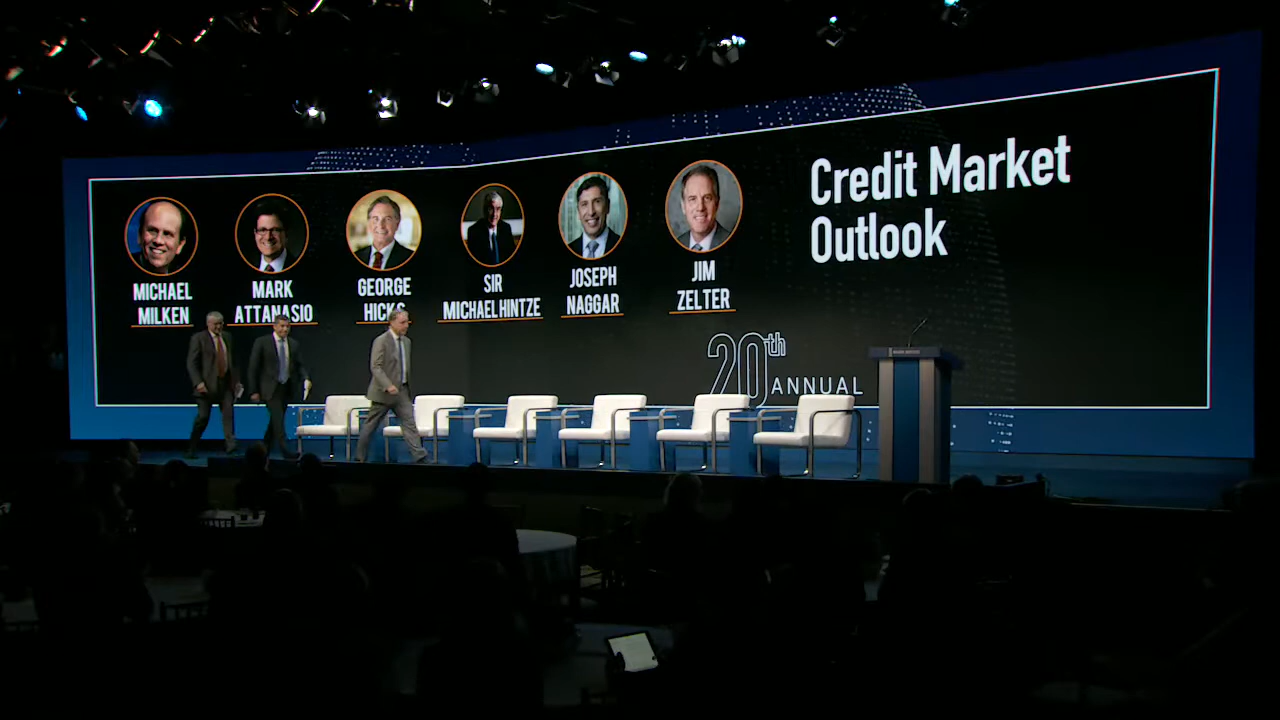 Credit Market
Outlook
MICHAEL
MILKEN
MARK
ATTANASIO
GEORGE
HICKS
SIR
MICHAEL HINTZE
JOSEPH
NAGGAR
JIM
ZELTER
20th
ANNUAL